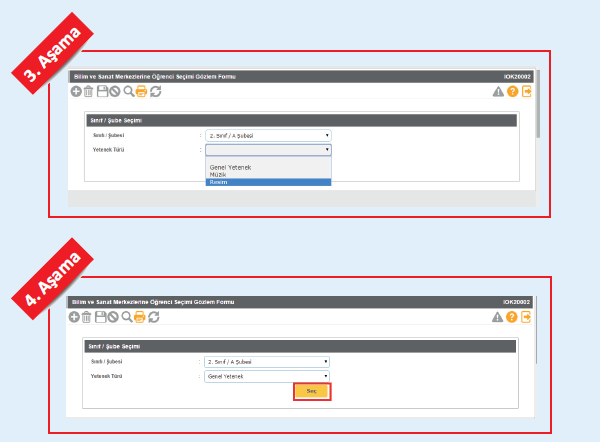 3. Aşama
Bilim ve Sanat Merkezlerine Öğrenci Seçimi Gözlem Formu IOK20002
Sınıf / Şube Seçimi
Sınıfı / Şubesi : 2. Sınıf / A Şubesi
Yetenek Türü :
Genel Yetenek
Müzik
Resim
4. Aşama
Bilim ve Sanat Merkezlerine Öğrenci Seçimi Gözlem Formu IOK20002
Sınıf / Şube Seçimi
Sınıfı / Şubesi : 2. Sınıf / A Şubesi
Yetenek Türü : Genel Yetenek
Seç